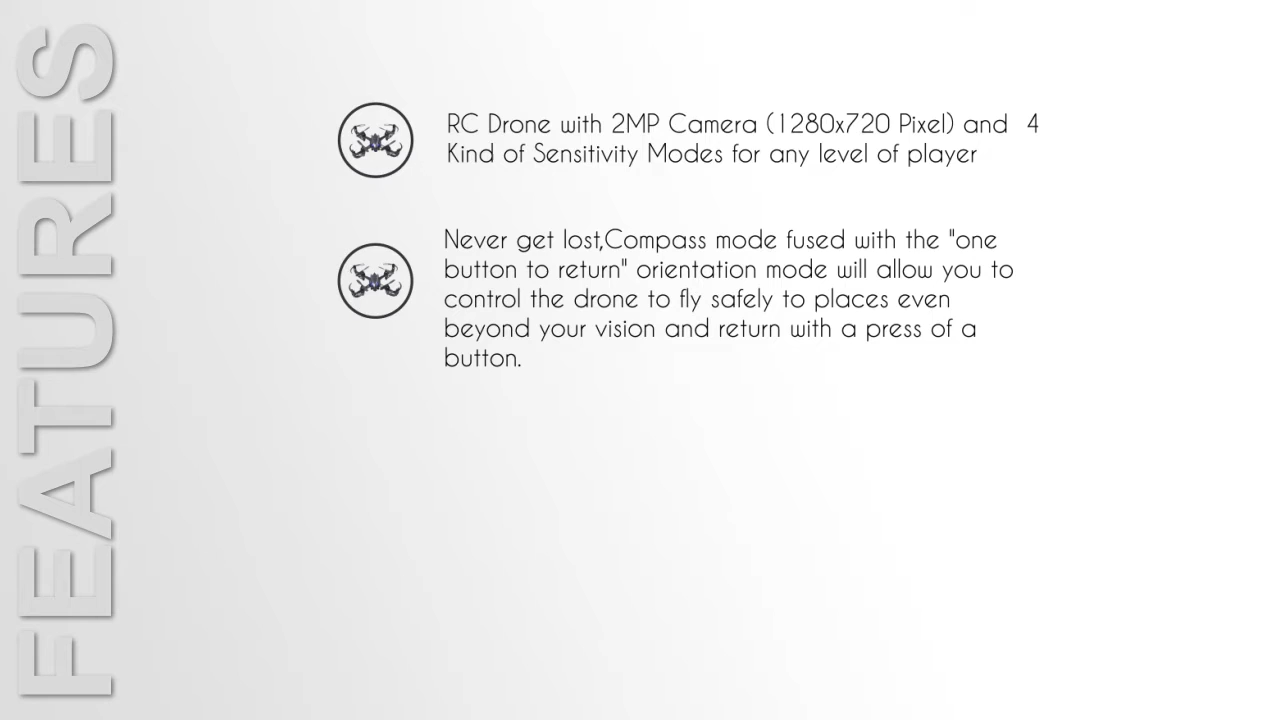 FEATURES
RC Drone with 2MP Camera (1280x720 Pixel) and  4
Kind of Sensitivity Modes for any level of player
Never get lost,Compass mode fused with the "one
button to return" orientation mode will allow you to
control the drone to fly safely to places even
beyond your vision and return with a press of a
button.